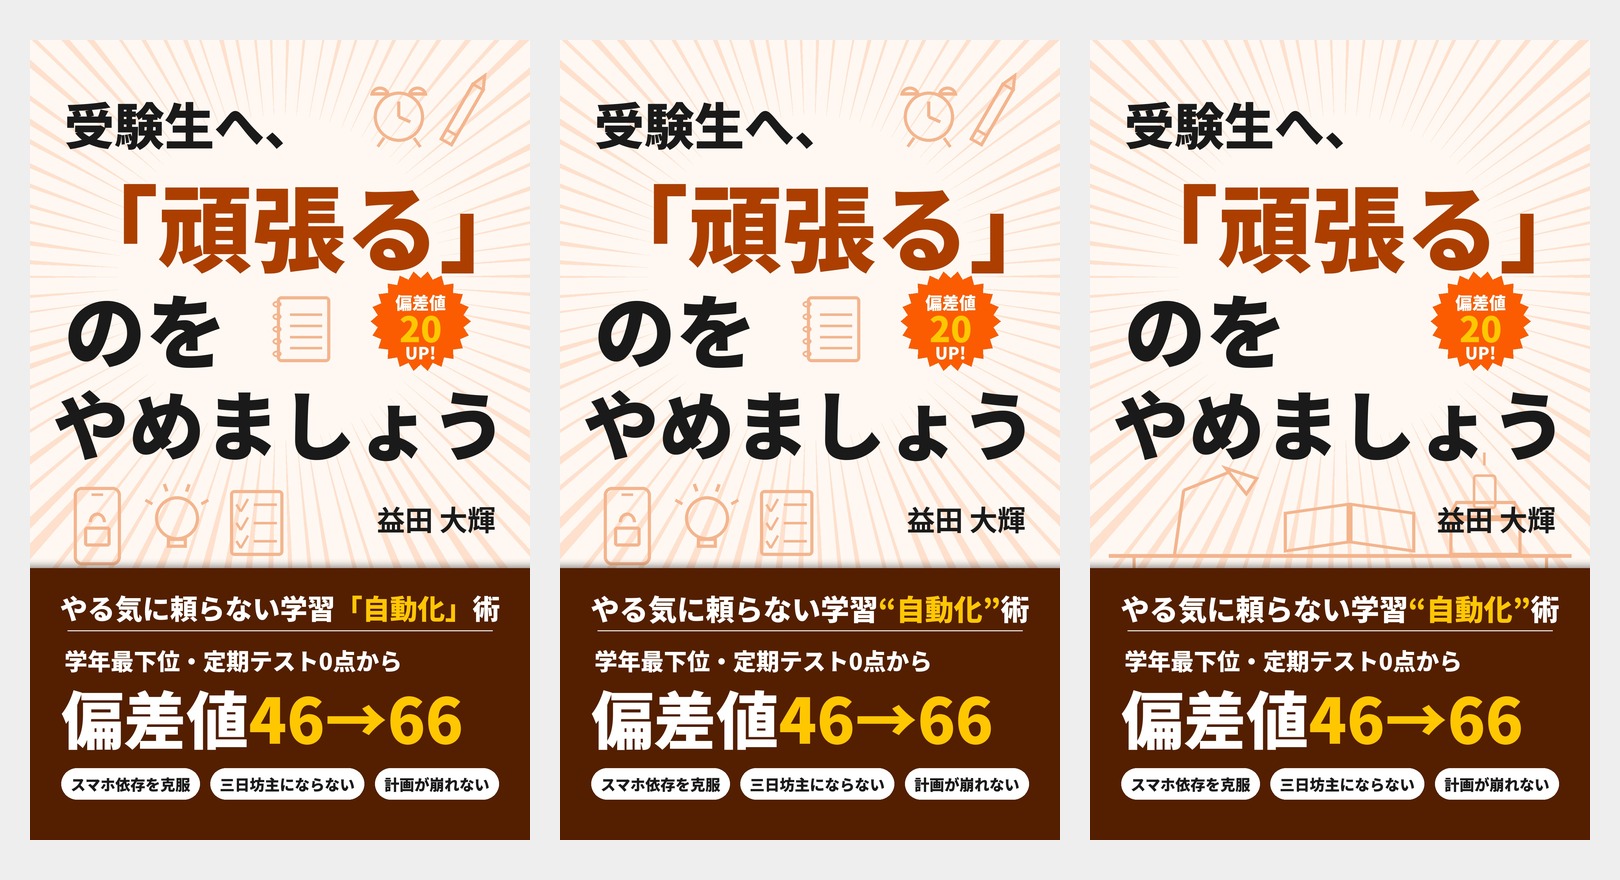 受験生へ、
「頑張る」
のを
偏差値
20
UP!
やめましょう
益田 大輝
やる気に頼らない学習「自動化」術
学年最下位・定期テスト0点から
偏差値46→66
スマホ依存を克服
三日坊主にならない
計画が崩れない
受験生へ、
「頑張る」
のを
偏差値
20
UP!
やめましょう
益田 大輝
やる気に頼らない学習“自動化”術
学年最下位・定期テスト0点から
偏差値46→66
スマホ依存を克服
三日坊主にならない
計画が崩れない
受験生へ、
「頑張る」
のを
偏差値
20
UP!
やめましょう
益田 大輝
やる気に頼らない学習“自動化”術
学年最下位・定期テスト0点から
偏差値46→66
スマホ依存を克服
三日坊主にならない
計画が崩れない